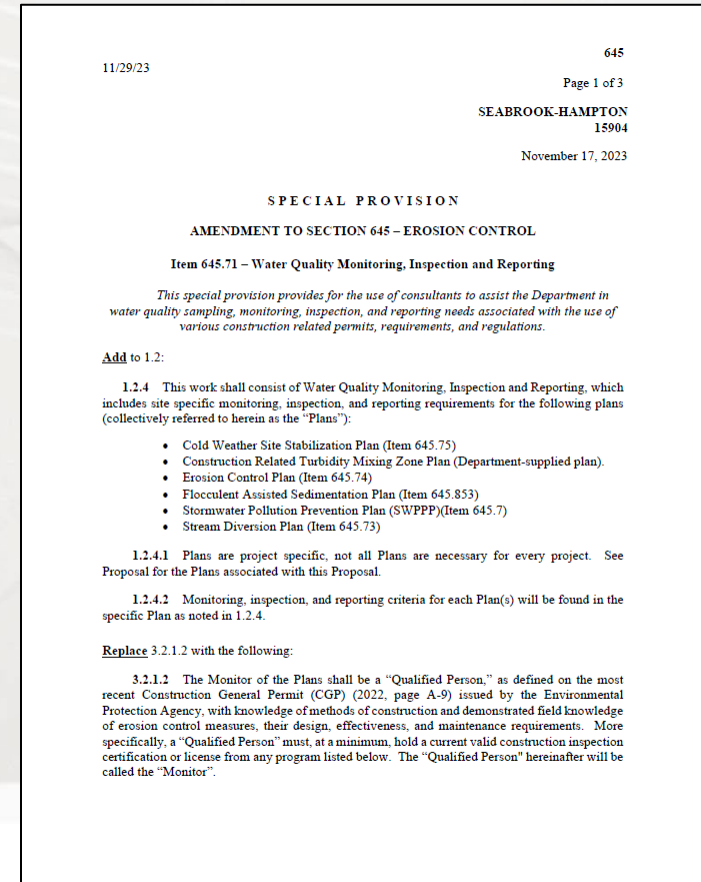 645
11/29/23
Page 1 of 3
SEABROOK-HAMPTON
15904
November 17, 2023
SPECIAL PROVISION
AMENDMENT TO SECTION 645 – EROSION CONTROL
Item 645.71 – Water Quality Monitoring, Inspection and Reporting
This special provision provides for the use of consultants to assist the Department in
water quality sampling, monitoring, inspection, and reporting needs associated with the use of
various construction related permits, requirements, and regulations.
Add to 1.2:
1.2.4 This work shall consist of Water Quality Monitoring, Inspection and Reporting, which
includes site specific monitoring, inspection, and reporting requirements for the following plans
(collectively referred to herein as the “Plans”):
• Cold Weather Site Stabilization Plan (Item 645.75)
• Construction Related Turbidity Mixing Zone Plan (Department-supplied plan).
• Erosion Control Plan (Item 645.74)
• Flocculent Assisted Sedimentation Plan (Item 645.853)
• Stormwater Pollution Prevention Plan (SWPPP)(Item 645.7)
• Stream Diversion Plan (Item 645.73)
1.2.4.1 Plans are project specific, not all Plans are necessary for every project. See
Proposal for the Plans associated with this Proposal.
1.2.4.2 Monitoring, inspection, and reporting criteria for each Plan(s) will be found in the
specific Plan as noted in 1.2.4.
Replace 3.2.1.2 with the following:
3.2.1.2 The Monitor of the Plans shall be a “Qualified Person,” as defined on the most
recent Construction General Permit (CGP) (2022, page A-9) issued by the Environmental
Protection Agency, with knowledge of methods of construction and demonstrated field knowledge
of erosion control measures, their design, effectiveness, and maintenance requirements. More
specifically, a “Qualified Person” must, at a minimum, hold a current valid construction inspection
certification or license from any program listed below. The “Qualified Person" hereinafter will be
called the “Monitor”.